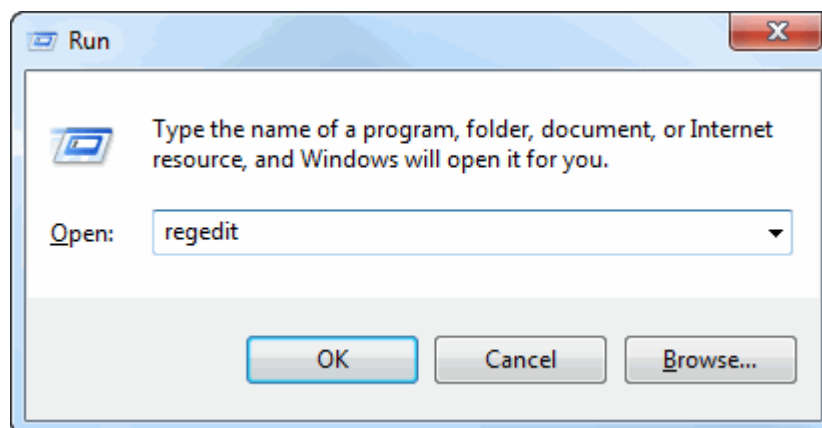 Run
Type the name of a program, folder, document, or Internet
resource, and Windows will open it for you.
Open: regedit
OK Cancel Browse...